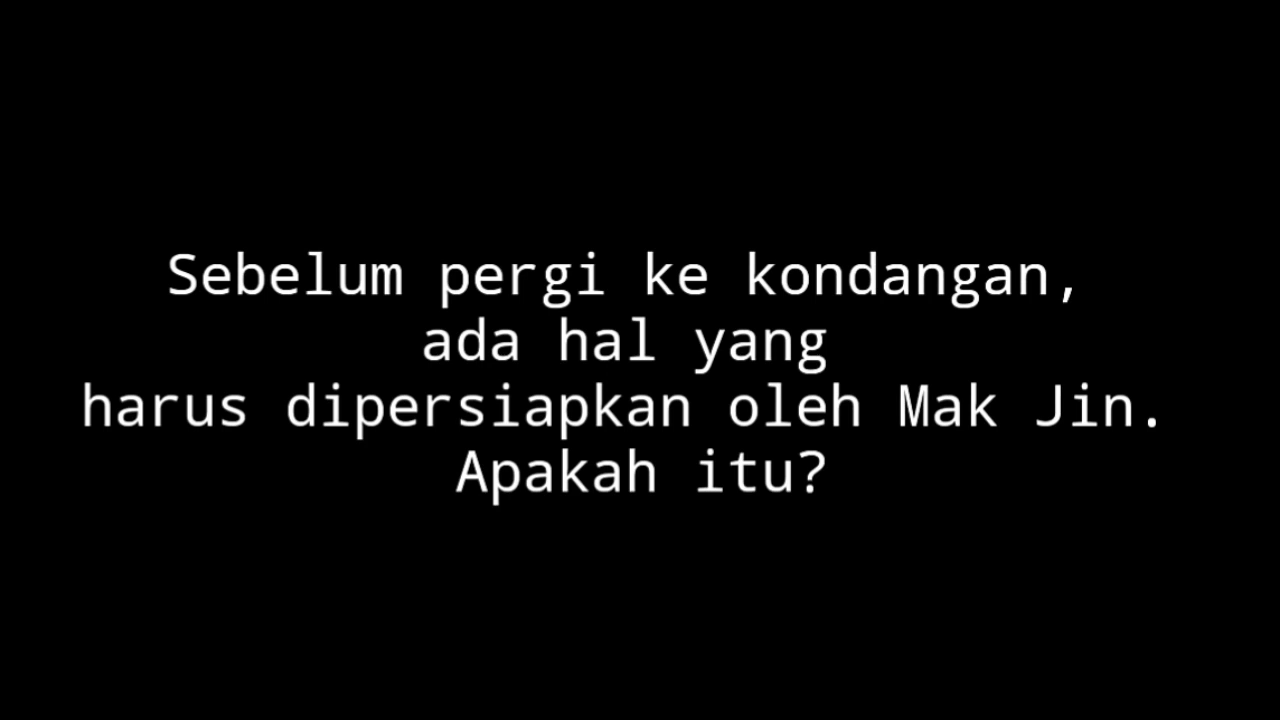 Sebelum pergi ke kondangan,
ada hal yang
harus dipersiapkan oleh Mak Jin.
Apakah itu?